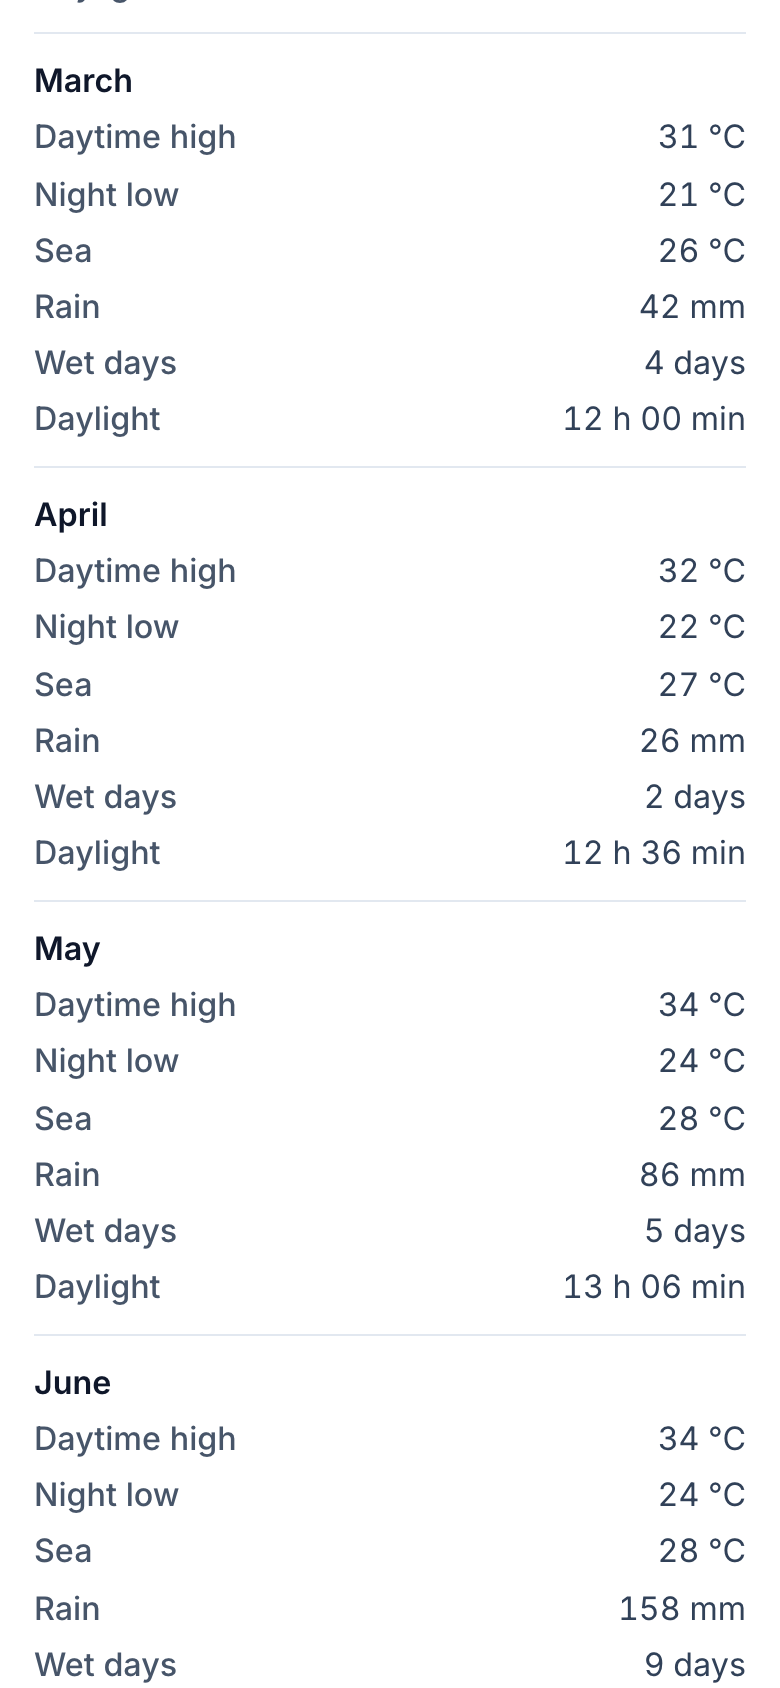 March
Daytime high 31 °C
Night low 21 °C
Sea 26 °C
Rain 42 mm
Wet days 4 days
Daylight 12 h 00 min
April
Daytime high 32 °C
Night low 22 °C
Sea 27 °C
Rain 26 mm
Wet days 2 days
Daylight 12 h 36 min
May
Daytime high 34 °C
Night low 24 °C
Sea 28 °C
Rain 86 mm
Wet days 5 days
Daylight 13 h 06 min
June
Daytime high 34 °C
Night low 24 °C
Sea 28 °C
Rain 158 mm
Wet days 9 days